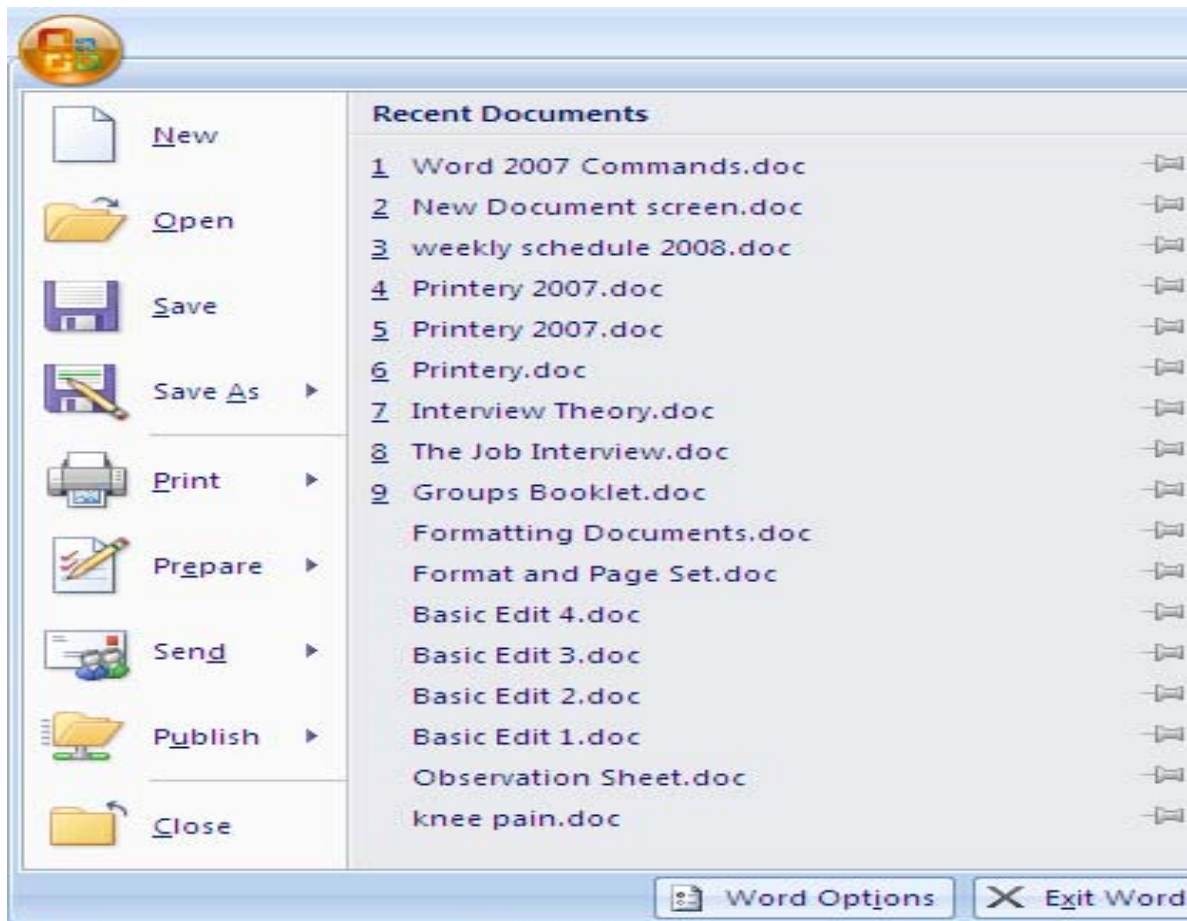 New
Open
Save
Save As
Print
Prepare
Send
Publish
Close
Recent Documents
1 Word 2007 Commands.doc
2 New Document screen.doc
3 weekly schedule 2008.doc
4 Printery 2007.doc
5 Printery 2007.doc
6 Printery.doc
7 Interview Theory.doc
8 The Job Interview.doc
9 Groups Booklet.doc
Formatting Documents.doc
Format and Page Set.doc
Basic Edit 4.doc
Basic Edit 3.doc
Basic Edit 2.doc
Basic Edit 1.doc
Observation Sheet.doc
knee pain.doc
Word Options
Exit Word